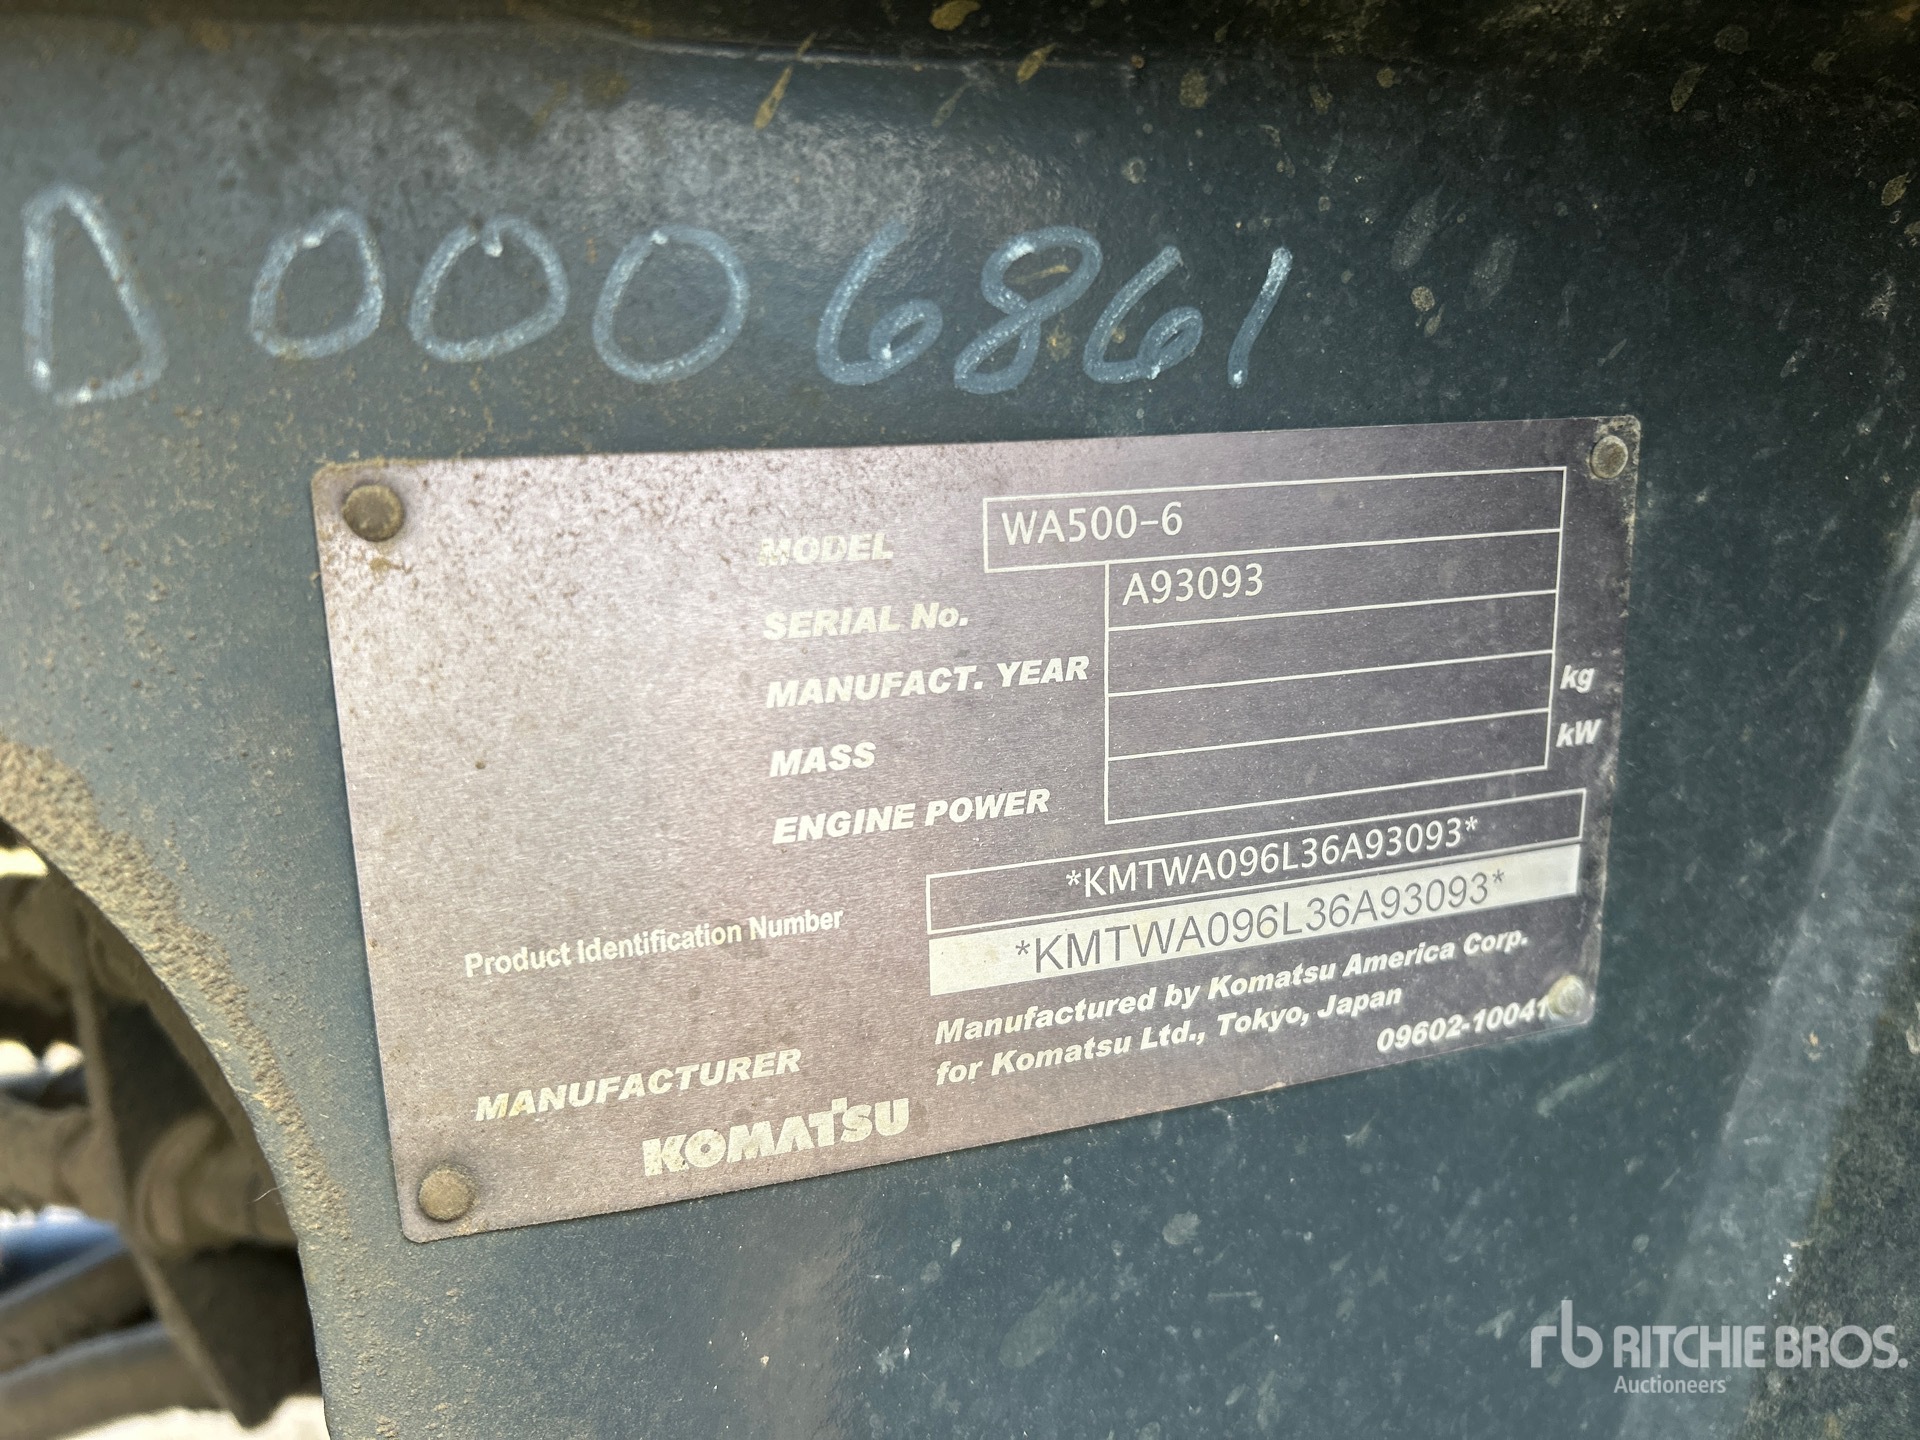 D0006861
MODEL WA500-6
SERIAL No. A93093
MANUFACT. YEAR
MASS kg
ENGINE POWER kW
Product Identification Number *KMTWA096L36A93093*
*KMTWA096L36A93093*
MANUFACTURER Manufactured by Komatsu America Corp.
for Komatsu Ltd., Tokyo, Japan
KOMATSU 09602-10041
rb RITCHIE BROS.
Auctioneers